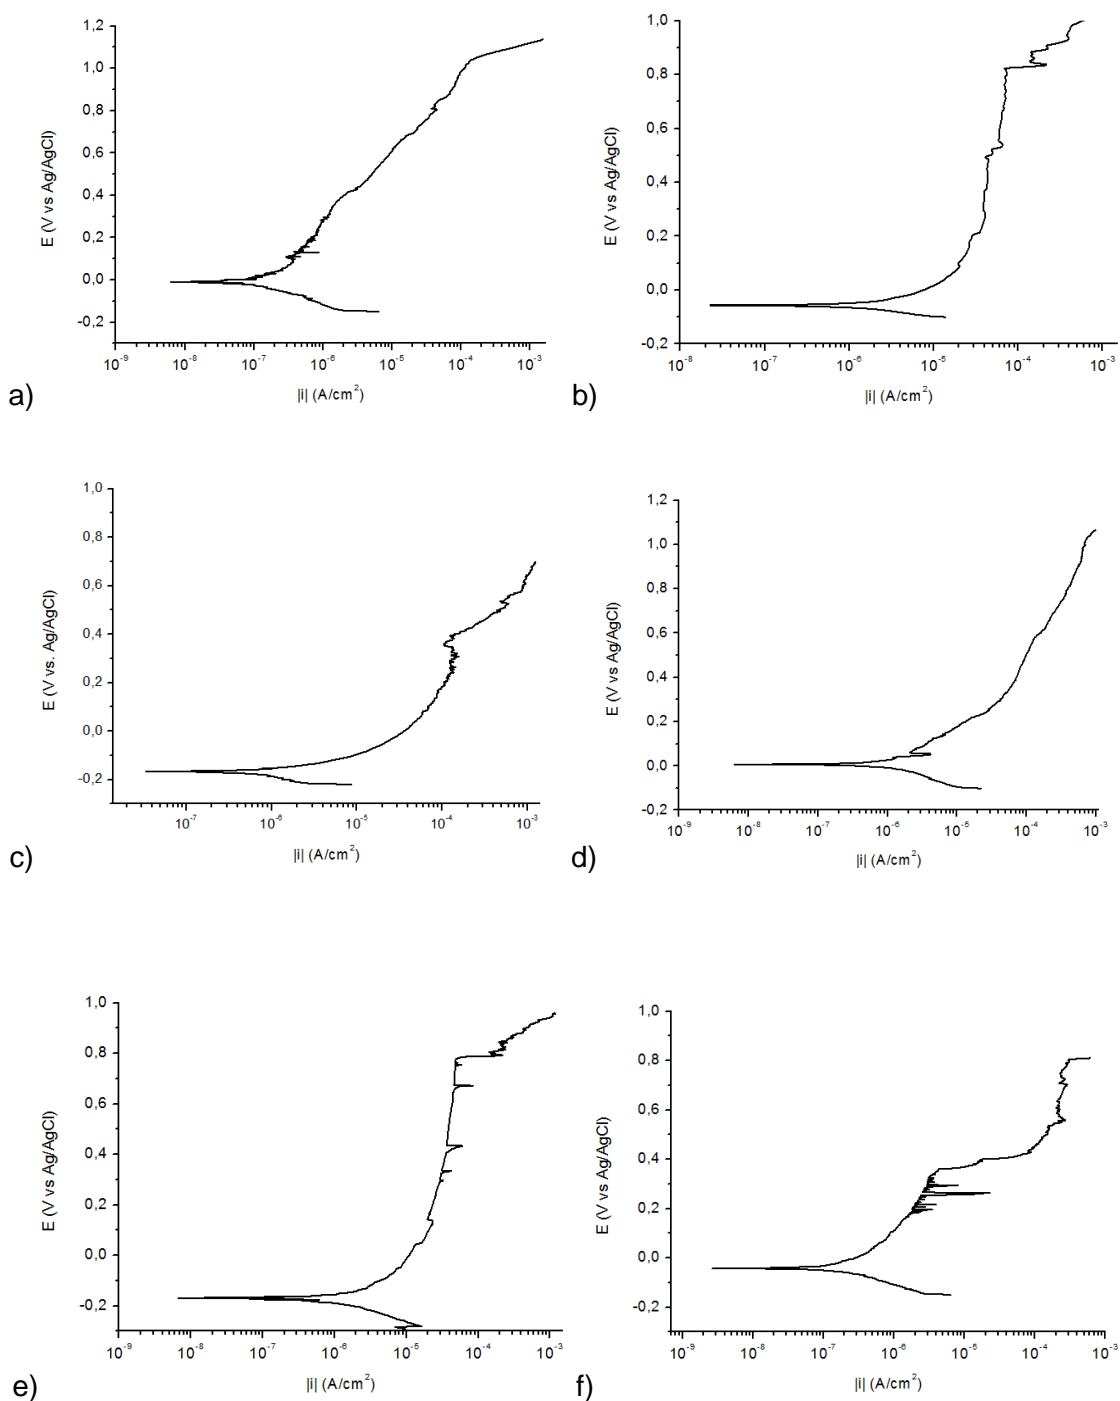 1,2
1,0
0,8
0,6
0,4
0,2
0,0
-0,2
E (V vs Ag/AgCl)
10⁻⁹ 10⁻⁸ 10⁻⁷ 10⁻⁶ 10⁻⁵ 10⁻⁴ 10⁻³
|i| (A/cm²)
a)
1,0
0,8
0,6
0,4
0,2
0,0
-0,2
E (V vs Ag/AgCl)
10⁻⁸ 10⁻⁷ 10⁻⁶ 10⁻⁵ 10⁻⁴ 10⁻³
|i| (A/cm²)
b)
1,0
0,8
0,6
0,4
0,2
0,0
-0,2
E (V vs. Ag/AgCl)
10⁻⁷ 10⁻⁶ 10⁻⁵ 10⁻⁴ 10⁻³
|i| (A/cm²)
c)
1,2
1,0
0,8
0,6
0,4
0,2
0,0
-0,2
E (V vs Ag/AgCl)
10⁻⁹ 10⁻⁸ 10⁻⁷ 10⁻⁶ 10⁻⁵ 10⁻⁴ 10⁻³
|i| (A/cm²)
d)
1,0
0,8
0,6
0,4
0,2
0,0
-0,2
E (V vs Ag/AgCl)
10⁻⁹ 10⁻⁸ 10⁻⁷ 10⁻⁶ 10⁻⁵ 10⁻⁴ 10⁻³
|i| (A/cm²)
e)
1,0
0,8
0,6
0,4
0,2
0,0
-0,2
E (V vs Ag/AgCl)
10⁻⁹ 10⁻⁸ 10⁻⁷ 10⁻⁶ 10⁻⁵ 10⁻⁴ 10⁻³
|i| (A/cm²)
f)